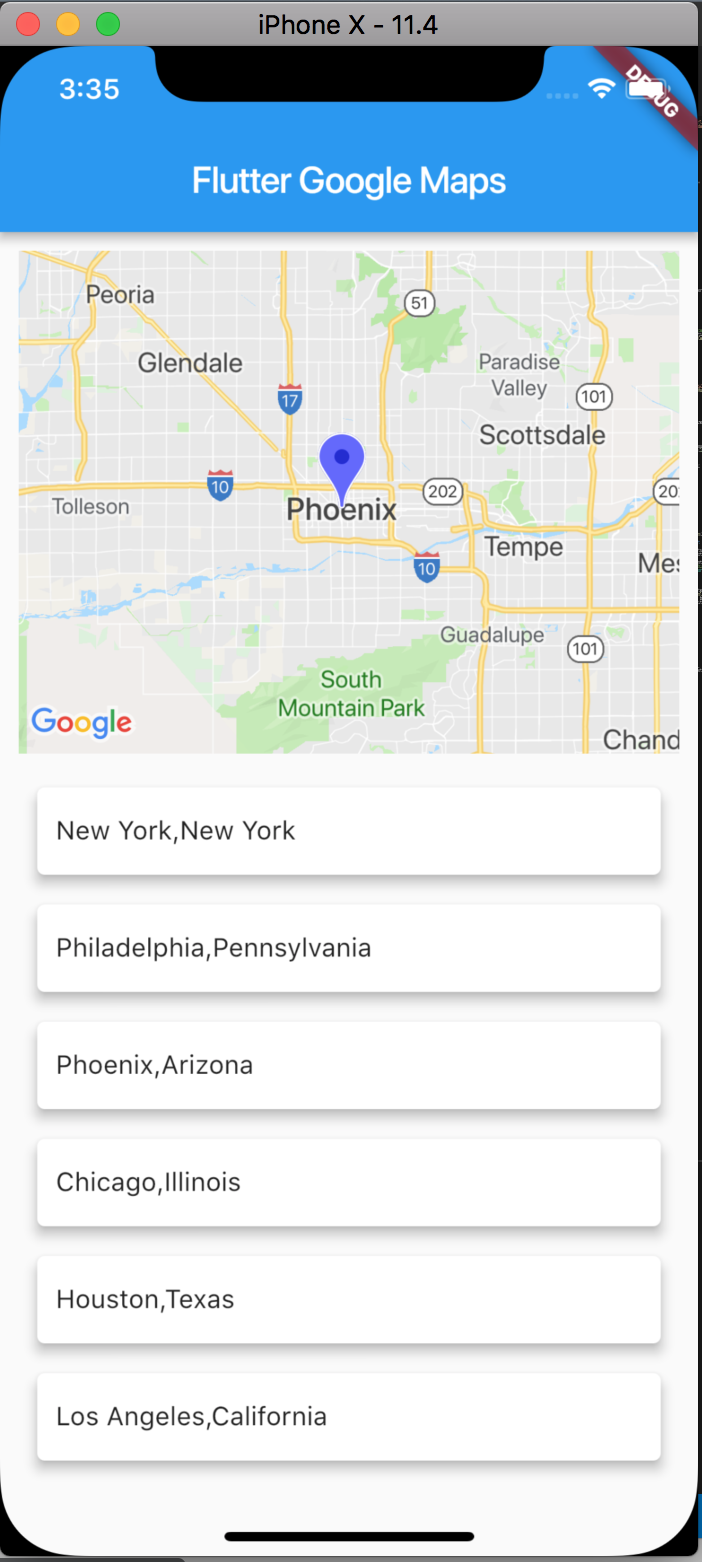 iPhone X - 11.4
3:35
DEBUG
Flutter Google Maps
Peoria
51
Glendale
Paradise
Valley
17
101
Scottsdale
10
202
20
Tolleson
Phoenix
Tempe
10
Mes
Guadalupe
101
South
Mountain Park
Google
Chand
New York,New York
Philadelphia,Pennsylvania
Phoenix,Arizona
Chicago,Illinois
Houston,Texas
Los Angeles,California